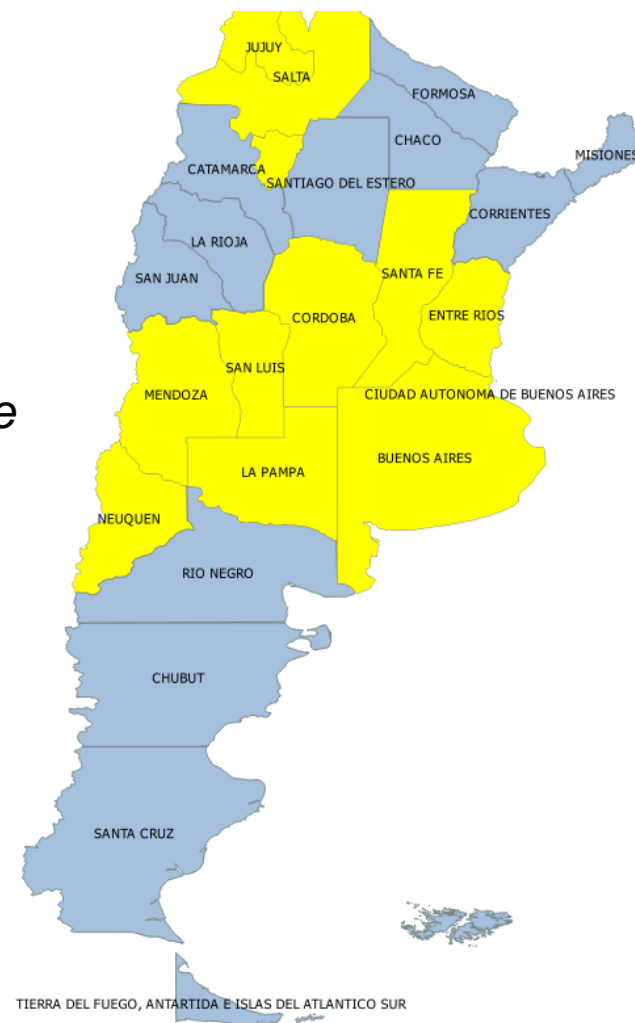 JUJUY
SALTA
FORMOSA
CHACO
MISIONES
CATAMARCA
SANTIAGO DEL ESTERO
CORRIENTES
LA RIOJA
SANTA FE
SAN JUAN
ENTRE RIOS
CORDOBA
SAN LUIS
MENDOZA
CIUDAD AUTONOMA DE BUENOS AIRES
e
BUENOS AIRES
LA PAMPA
NEUQUEN
RIO NEGRO
CHUBUT
SANTA CRUZ
TIERRA DEL FUEGO, ANTARTIDA E ISLAS DEL ATLANTICO SUR